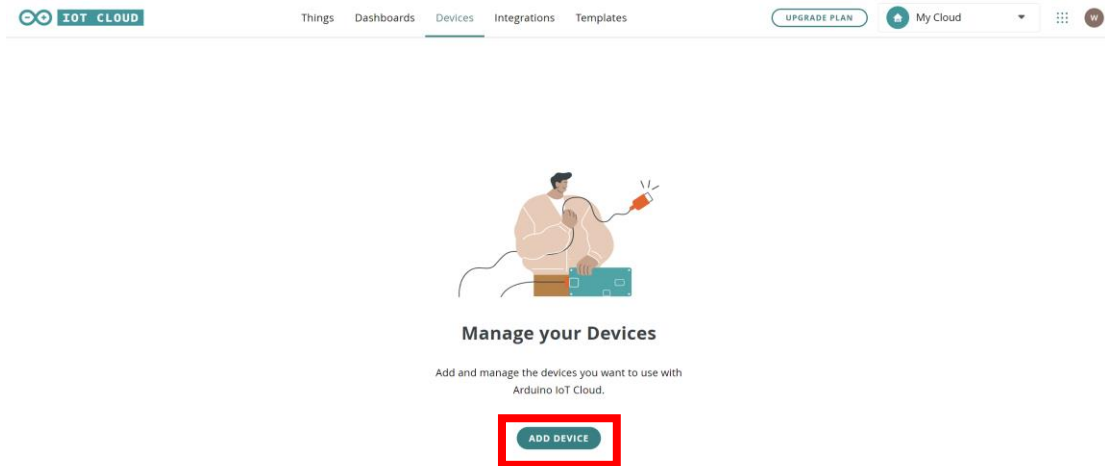 IOT CLOUD
Things Dashboards Devices Integrations Templates
UPGRADE PLAN
My Cloud
W
Manage your Devices
Add and manage the devices you want to use with
Arduino IoT Cloud.
ADD DEVICE